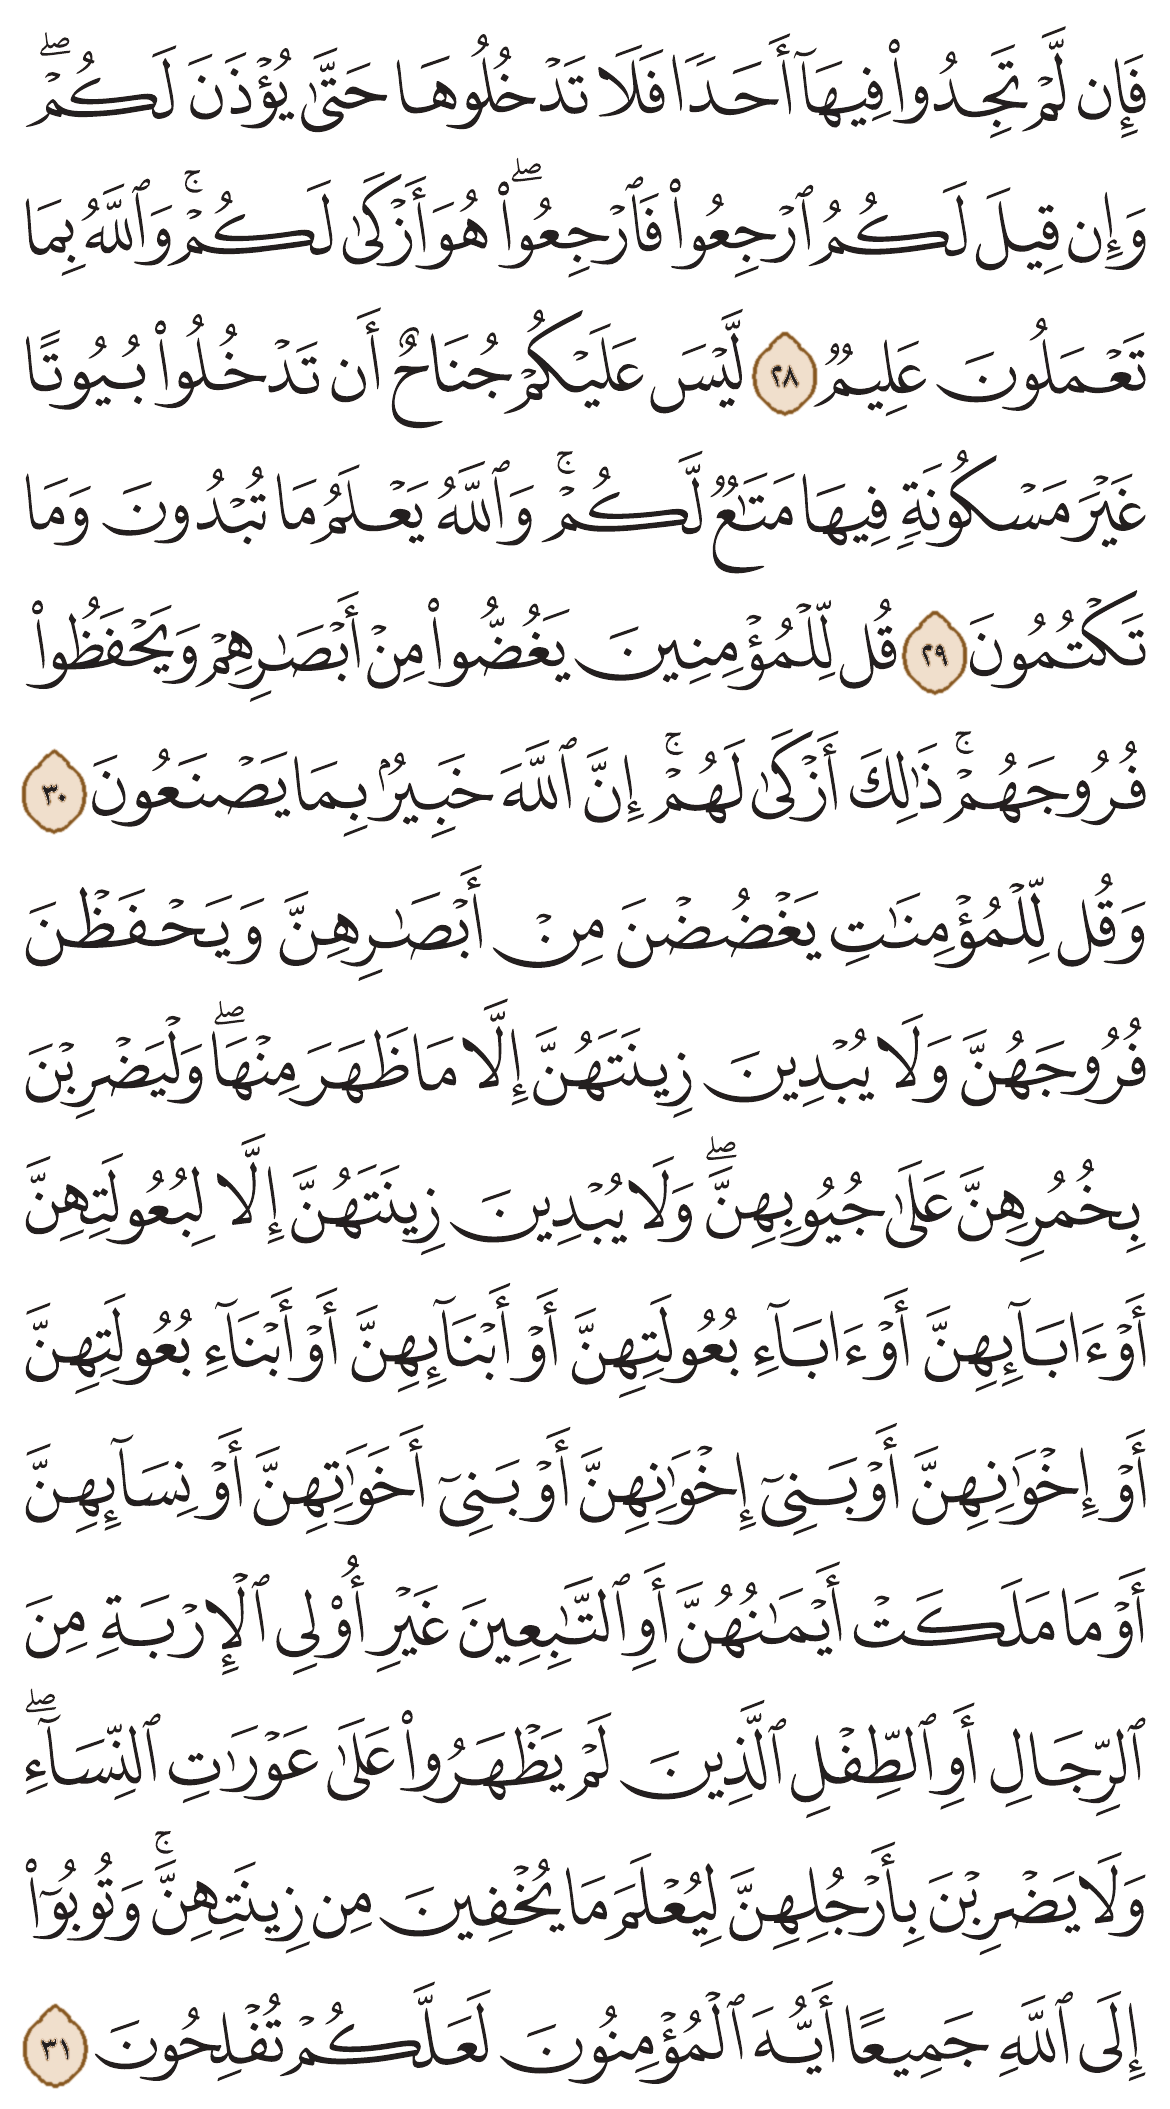 فَإِن لَّمۡ تَجِدُواْ فِيهَآ أَحَدٗا فَلَا تَدۡخُلُوهَا حَتَّىٰ يُؤۡذَنَ لَكُمۡۖ
وَإِن قِيلَ لَكُمُ ٱرۡجِعُواْ فَٱرۡجِعُواْۖ هُوَ أَزۡكَىٰ لَكُمۡۚ وَٱللَّهُ بِمَا
تَعۡمَلُونَ عَلِيمٞ ٢٨ لَّيۡسَ عَلَيۡكُمۡ جُنَاحٌ أَن تَدۡخُلُواْ بُيُوتًا
غَيۡرَ مَسۡكُونَةٖ فِيهَا مَتَٰعٞ لَّكُمۡۚ وَٱللَّهُ يَعۡلَمُ مَا تُبۡدُونَ وَمَا
تَكۡتُمُونَ ٢٩ قُل لِّلۡمُؤۡمِنِينَ يَغُضُّواْ مِنۡ أَبۡصَٰرِهِمۡ وَيَحۡفَظُواْ
فُرُوجَهُمۡۚ ذَٰلِكَ أَزۡكَىٰ لَهُمۡۚ إِنَّ ٱللَّهَ خَبِيرُۢ بِمَا يَصۡنَعُونَ ٣٠
وَقُل لِّلۡمُؤۡمِنَٰتِ يَغۡضُضۡنَ مِنۡ أَبۡصَٰرِهِنَّ وَيَحۡفَظۡنَ
فُرُوجَهُنَّ وَلَا يُبۡدِينَ زِينَتَهُنَّ إِلَّا مَا ظَهَرَ مِنۡهَاۖ وَلۡيَضۡرِبۡنَ
بِخُمُرِهِنَّ عَلَىٰ جُيُوبِهِنَّۖ وَلَا يُبۡدِينَ زِينَتَهُنَّ إِلَّا لِبُعُولَتِهِنَّ
أَوۡ ءَابَآئِهِنَّ أَوۡ ءَابَآءِ بُعُولَتِهِنَّ أَوۡ أَبۡنَآئِهِنَّ أَوۡ أَبۡنَآءِ بُعُولَتِهِنَّ
أَوۡ إِخۡوَٰنِهِنَّ أَوۡ بَنِيٓ إِخۡوَٰنِهِنَّ أَوۡ بَنِيٓ أَخَوَٰتِهِنَّ أَوۡ نِسَآئِهِنَّ
أَوۡ مَا مَلَكَتۡ أَيۡمَٰنُهُنَّ أَوِ ٱلتَّٰبِعِينَ غَيۡرِ أُوْلِي ٱلۡإِرۡبَةِ مِنَ
ٱلرِّجَالِ أَوِ ٱلطِّفۡلِ ٱلَّذِينَ لَمۡ يَظۡهَرُواْ عَلَىٰ عَوۡرَٰتِ ٱلنِّسَآءِۖ
وَلَا يَضۡرِبۡنَ بِأَرۡجُلِهِنَّ لِيُعۡلَمَ مَا يُخۡفِينَ مِن زِينَتِهِنَّۚ وَتُوبُوٓاْ
إِلَى ٱللَّهِ جَمِيعًا أَيُّهَ ٱلۡمُؤۡمِنُونَ لَعَلَّكُمۡ تُفۡلِحُونَ ٣١